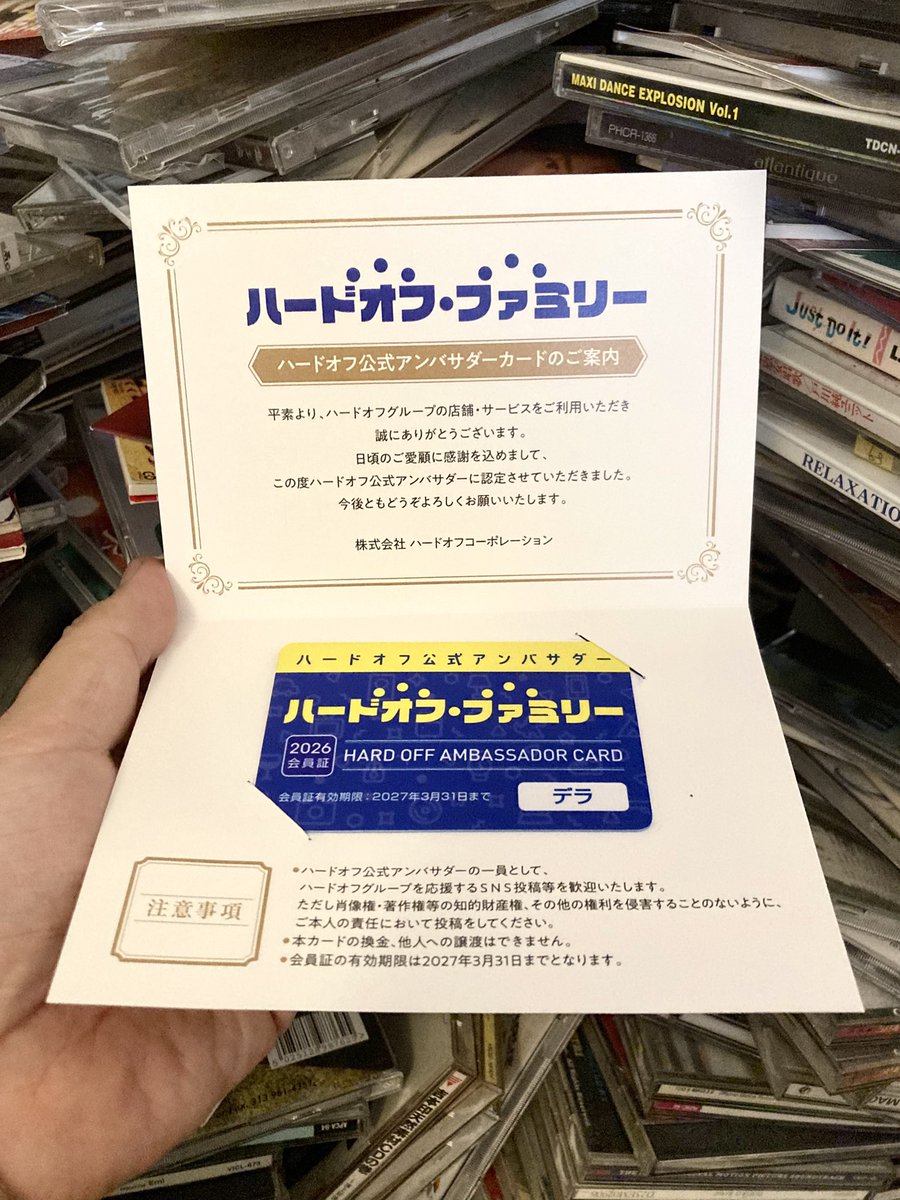 MAXI DANCE EXPLOSION Vol.1
TDCN-
PHCR-1366
atlantique
Just Do it!
RELAXATIO
ハードオフ・ファミリー
ハードオフ公式アンバサダーカードのご案内
平素より、ハードオフグループの店舗・サービスをご利用いただき
誠にありがとうございます。
日頃のご愛顧に感謝を込めまして、
この度ハードオフ公式アンバサダーに認定させていただきました。
今後ともどうぞよろしくお願いいたします。
株式会社 ハードオフコーポレーション
ハードオフ公式アンバサダー
ハードオフ・ファミリー
2026
会員証
HARD OFF AMBASSADOR CARD
会員証有効期限:2027年3月31日まで
デラ
注意事項
●ハードオフ公式アンバサダーの一員として、
ハードオフグループを応援するSNS投稿等を歓迎いたします。
ただし肖像権・著作権等の知的財産権、その他の権利を侵害することのないように、
ご本人の責任において投稿をしてください。
●本カードの換金、他人への譲渡はできません。
●会員証の有効期限は2027年3月31日までとなります。
APCA-84
VICL-673